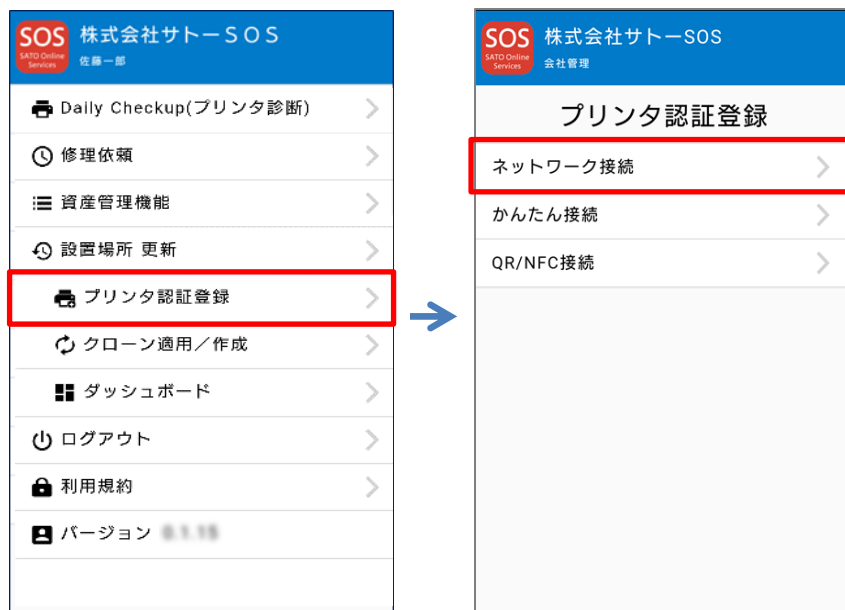 SOS
SATO Online
Services
株式会社サトーＳＯＳ
佐藤一郎
Daily Checkup(プリンタ診断)
修理依頼
資産管理機能
設置場所 更新
プリンタ認証登録
クローン適用／作成
ダッシュボード
ログアウト
利用規約
バージョン
SOS
SATO Online
Services
株式会社サトーSOS
会社管理
プリンタ認証登録
ネットワーク接続
かんたん接続
QR/NFC接続